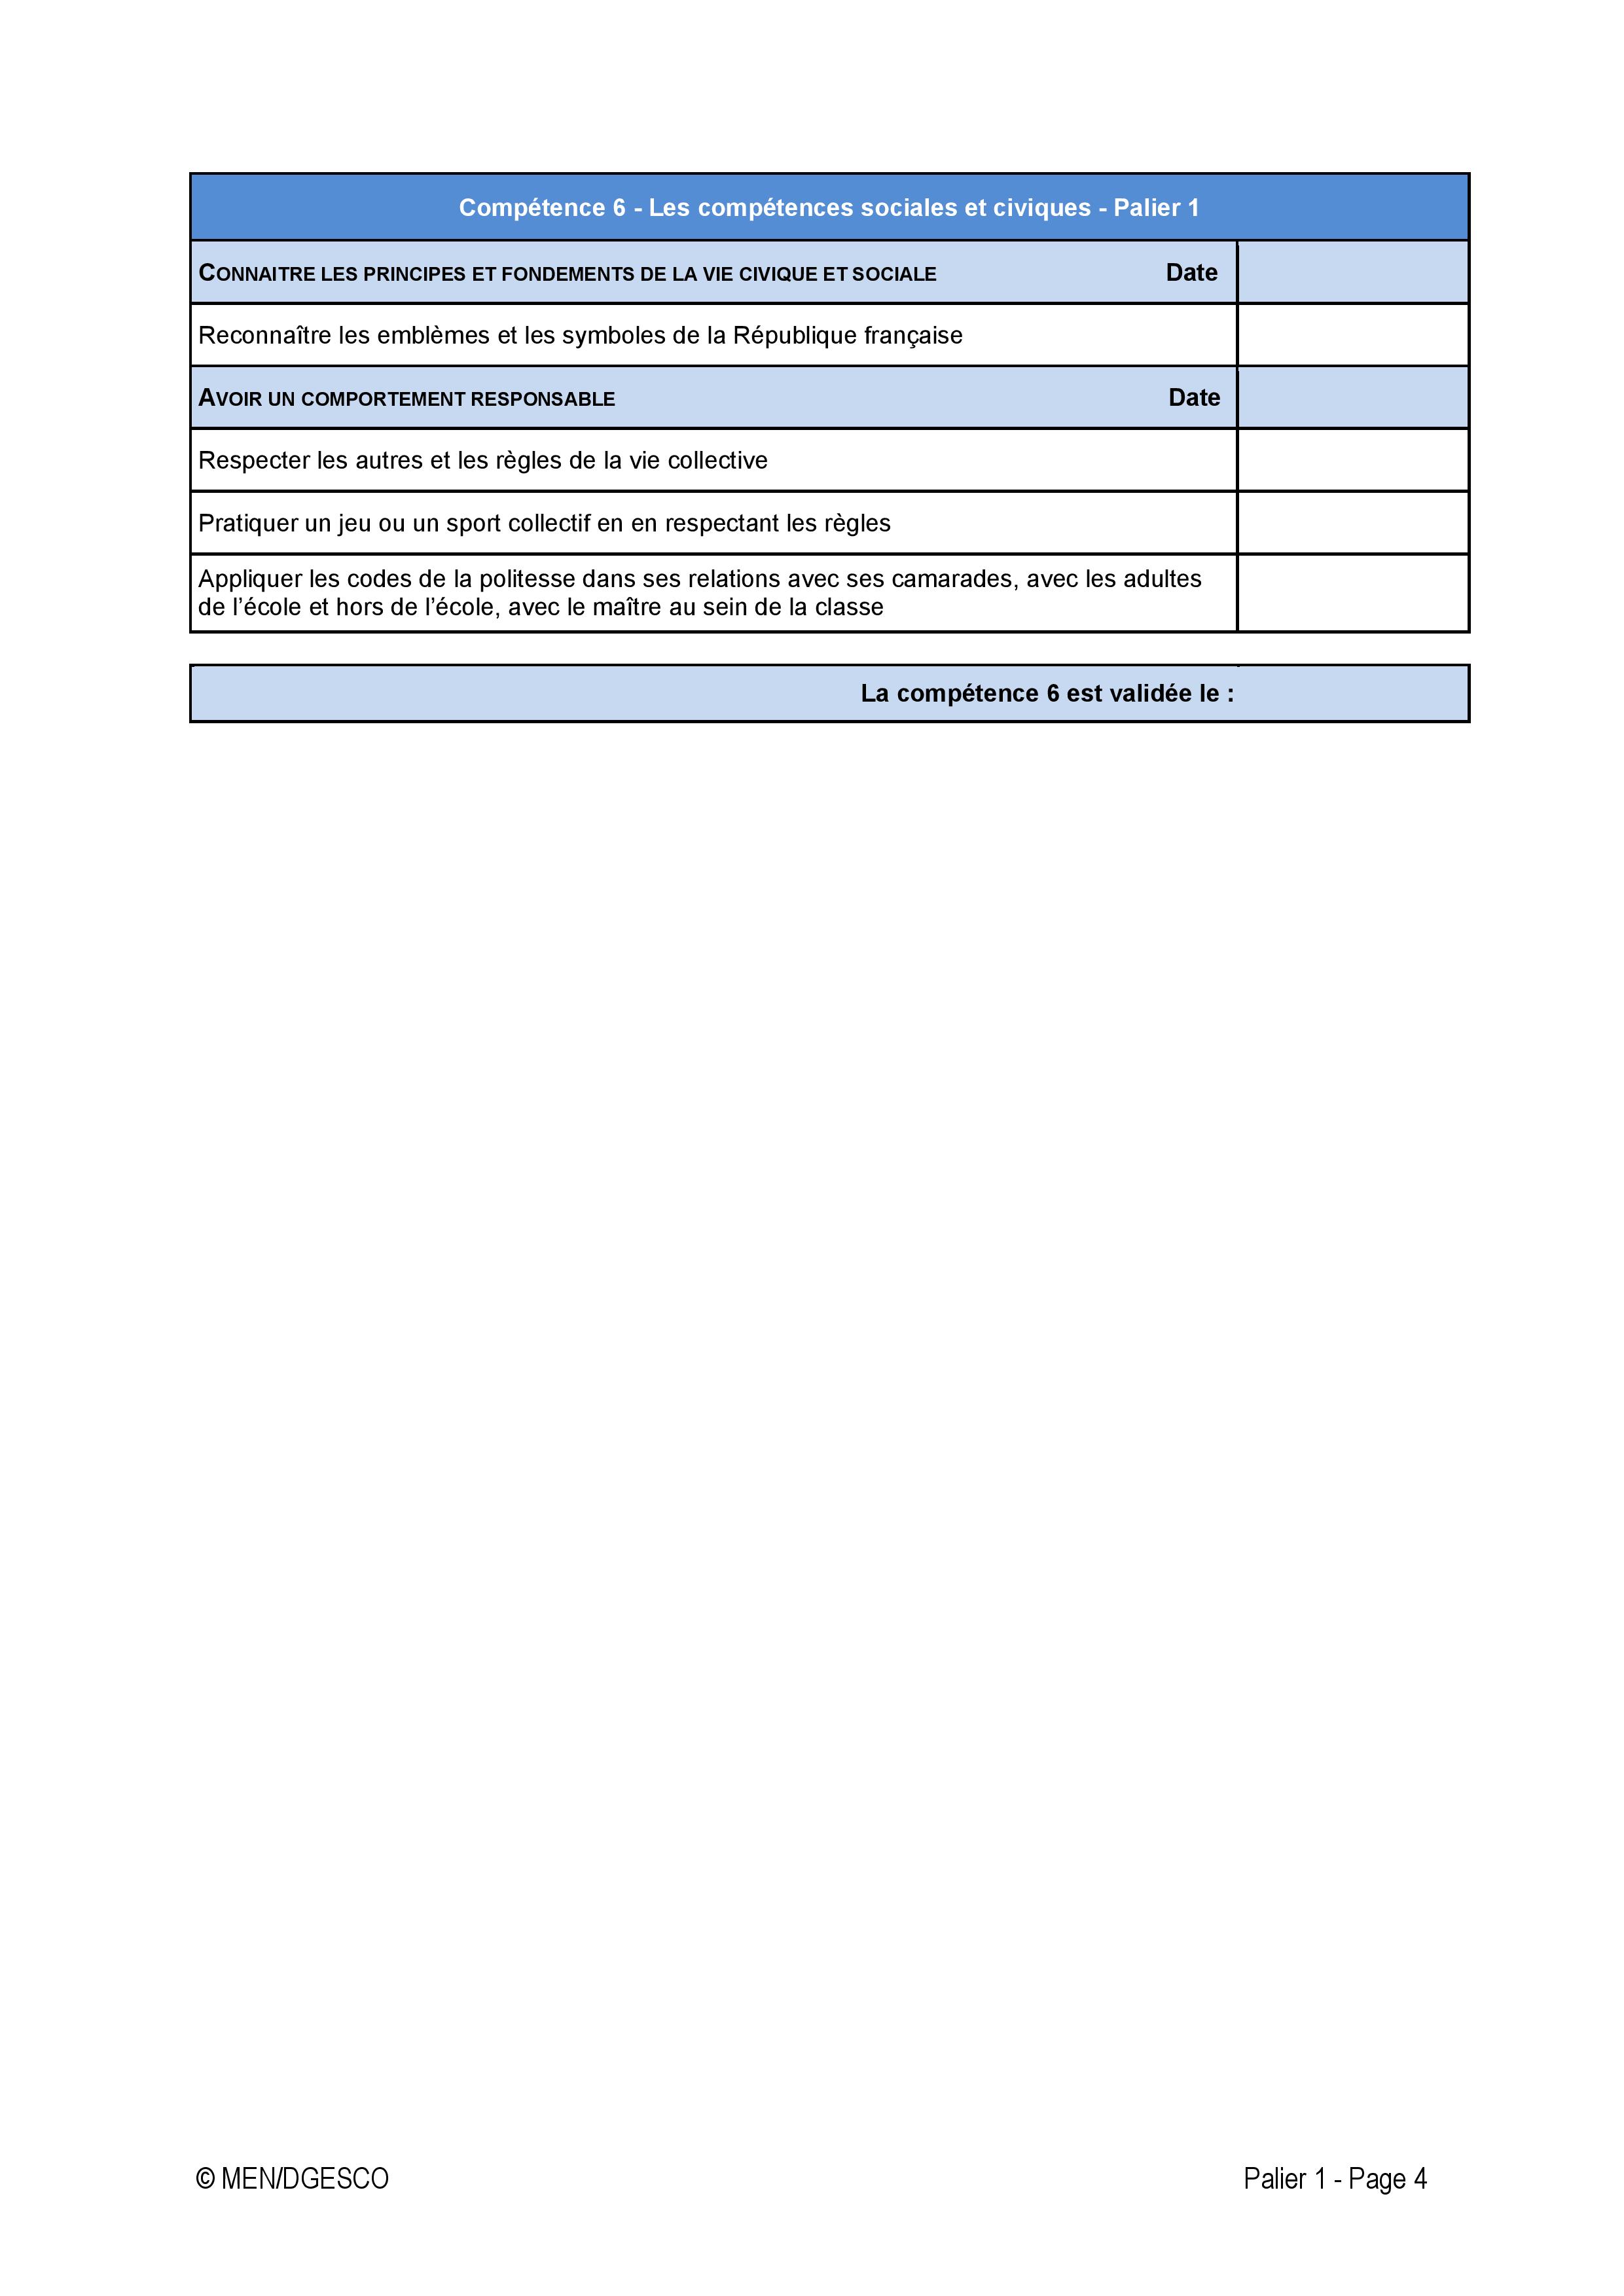 Compétence 6 - Les compétences sociales et civiques - Palier 1
CONNAITRE LES PRINCIPES ET FONDEMENTS DE LA VIE CIVIQUE ET SOCIALE Date
Reconnaître les emblèmes et les symboles de la République française
AVOIR UN COMPORTEMENT RESPONSABLE Date
Respecter les autres et les règles de la vie collective
Pratiquer un jeu ou un sport collectif en en respectant les règles
Appliquer les codes de la politesse dans ses relations avec ses camarades, avec les adultes
de l’école et hors de l’école, avec le maître au sein de la classe
La compétence 6 est validée le :
© MEN/DGESCO Palier 1 - Page 4